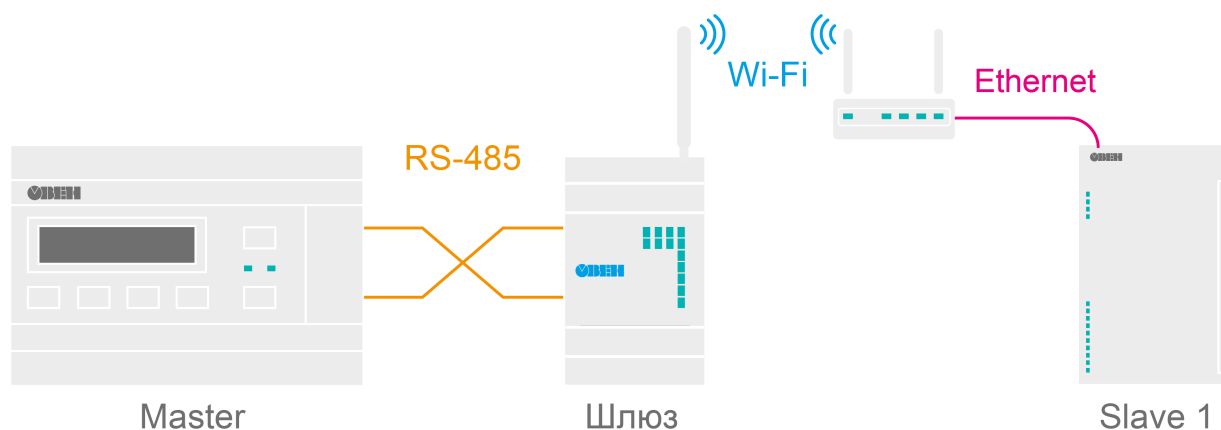 Wi-Fi
Ethernet
RS-485
ОВЕН
ОВЕН
ОВЕН
Master
Шлюз
Slave 1